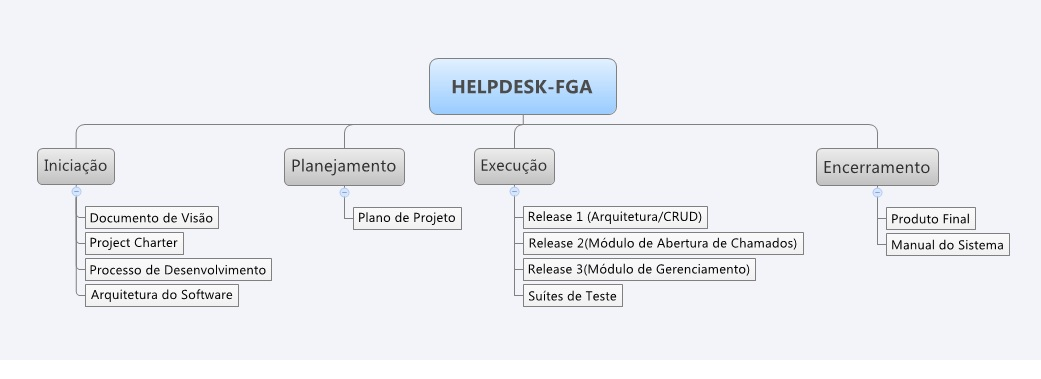 HELPDESK-FGA
Iniciação
Documento de Visão
Project Charter
Processo de Desenvolvimento
Arquitetura do Software
Planejamento
Plano de Projeto
Execução
Release 1 (Arquitetura/CRUD)
Release 2(Módulo de Abertura de Chamados)
Release 3(Módulo de Gerenciamento)
Suítes de Teste
Encerramento
Produto Final
Manual do Sistema